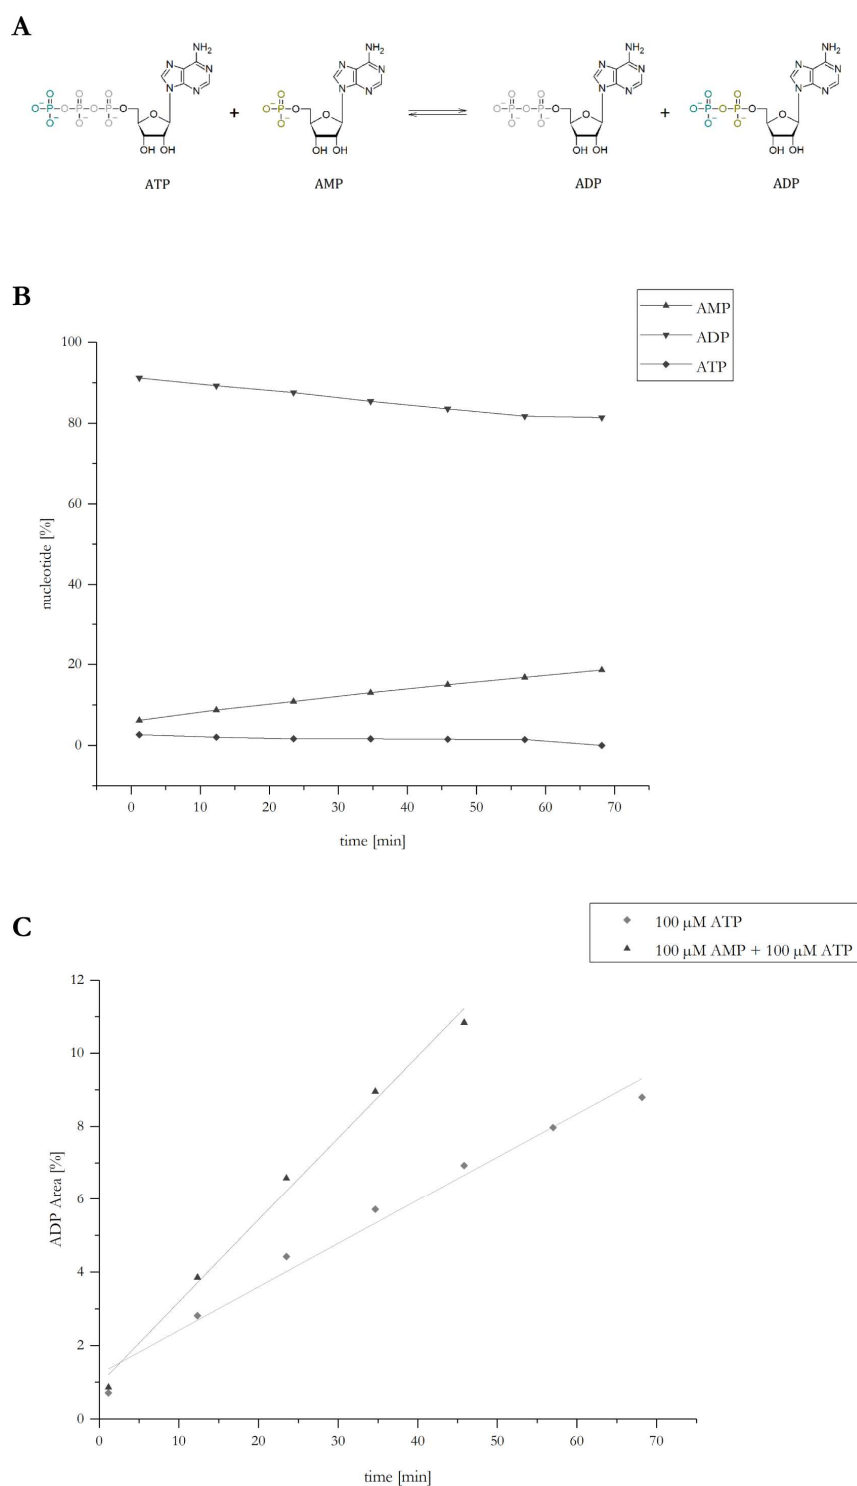 A
NH2
N
N
N
N
O
O
O
P
O
P
O
P
O
O
O
O
O
OH OH
ATP
+
NH2
N
N
N
N
O
P
O
O
O
O
OH OH
AMP
NH2
N
N
N
N
O
O
P
O
P
O
O
O
O
O
OH OH
ADP
+
NH2
N
N
N
N
O
O
P
O
P
O
O
O
O
O
OH OH
ADP
B
AMP
ADP
ATP
100
80
60
40
20
0
nucleotide [%]
0 10 20 30 40 50 60 70
time [min]
C
100 μM ATP
100 μM AMP + 100 μM ATP
12
10
8
6
4
2
0
ADP Area [%]
0 10 20 30 40 50 60 70
time [min]